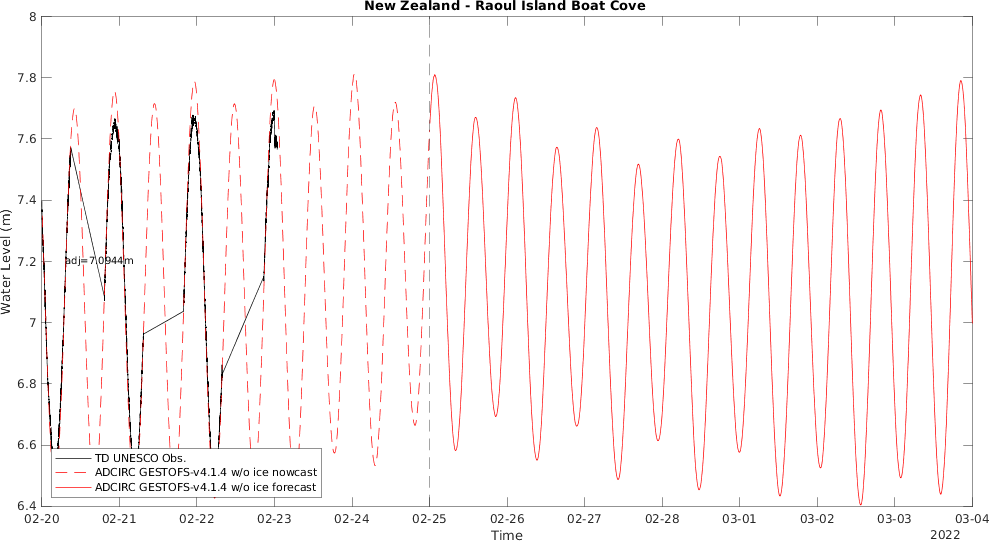 New Zealand - Raoul Island Boat Cove
8
7.8
7.6
7.4
7.2
7
6.8
6.6
6.4
Water Level (m)
adj=7.0944m
TD UNESCO Obs.
ADCIRC GESTOFS-v4.1.4 w/o ice nowcast
ADCIRC GESTOFS-v4.1.4 w/o ice forecast
02-20 02-21 02-22 02-23 02-24 02-25 02-26 02-27 02-28 03-01 03-02 03-03 03-04
Time
2022